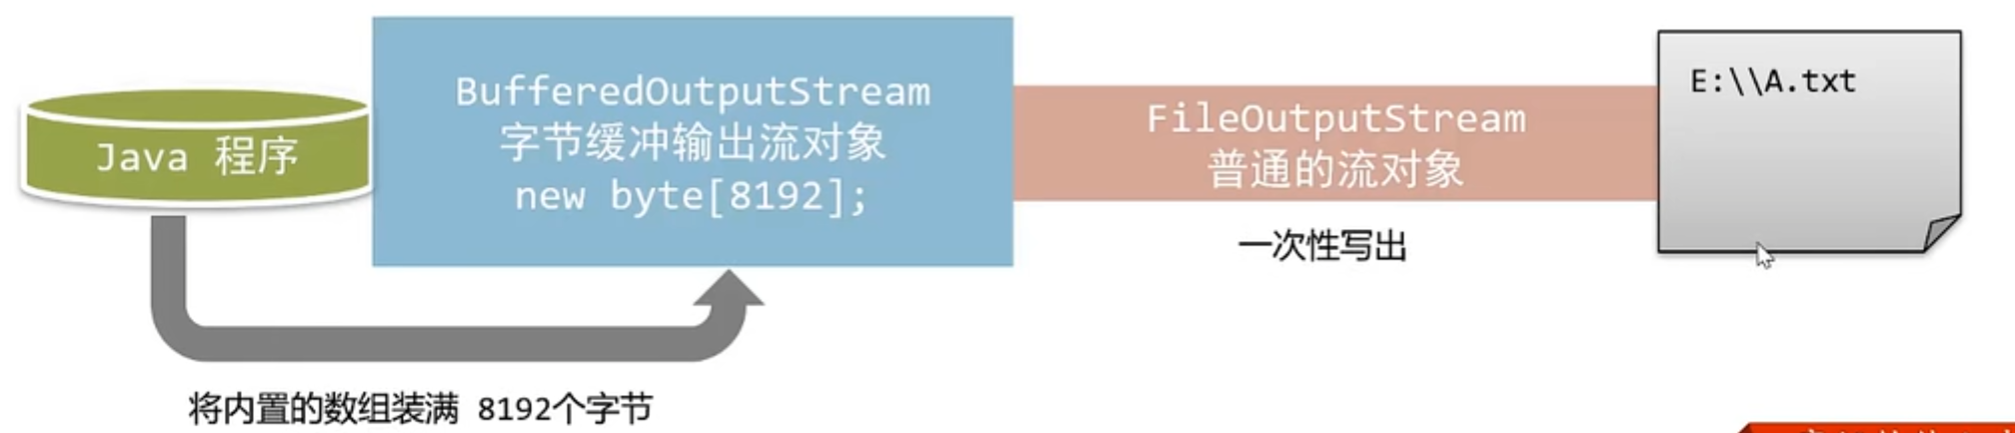 Java 程序
BufferedOutputStream
字节缓冲输出流对象
new byte[8192];
FileOutputStream
普通的流对象
一次性写出
E:\\A.txt
将内置的数组装满 8192个字节